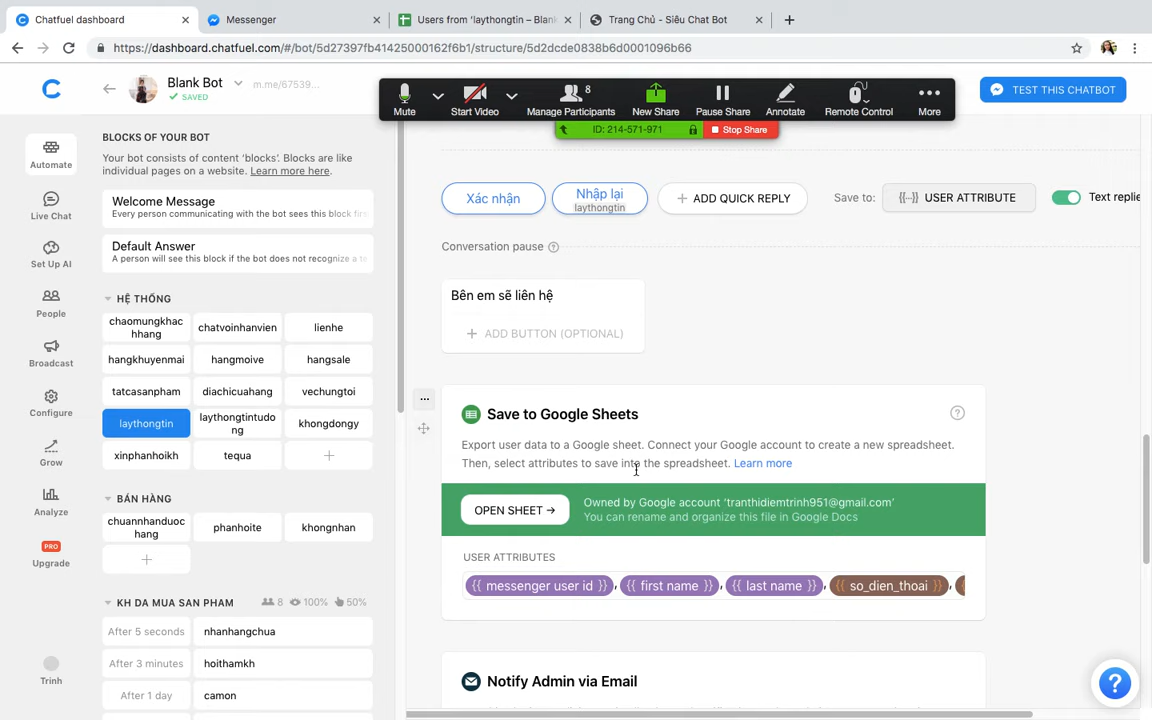 Chatfuel dashboard
Messenger
Users from 'laythongtin – Blank
Trang Chủ - Siêu Chat Bot
https://dashboard.chatfuel.com/#/bot/5d27397fb41425000162f6b1/structure/5d2dcde0838b6d0001096b66
Blank Bot
SAVED
m.me/67539...
Mute
Start Video
8
Manage Participants
New Share
Pause Share
Annotate
Remote Control
More
ID: 214-571-971
Stop Share
TEST THIS CHATBOT
Automate
Live Chat
Set Up AI
People
Broadcast
Configure
Grow
Analyze
PRO
Upgrade
Trinh
BLOCKS OF YOUR BOT
Your bot consists of content 'blocks'. Blocks are
like individual pages on a website. Learn more here.
Welcome Message
Every person communicating with the bot sees this block first
Default Answer
A person will see this block if the bot does not recognize a te
HỆ THỐNG
chaomungkhac
hhang
chatvoinhanvien
lienhe
hangkhuyenmai
hangmoive
hangsale
tatcasanpham
diachicuahang
vechungtoi
laythongtin
laythongtintudo
ng
khongdongy
xinphanhoikh
tequa
BÁN HÀNG
chuannhanduoc
hang
phanhoite
khongnhan
KH DA MUA SAN PHAM
8
100%
50%
After 5 seconds
nhanhangchua
After 3 minutes
hoithamkh
After 1 day
camon
Xác nhận
Nhập lại
laythongtin
ADD QUICK REPLY
Save to:
{{...}} USER ATTRIBUTE
Text replie
Conversation pause
Bên em sẽ liên hệ
ADD BUTTON (OPTIONAL)
Save to Google Sheets
Export user data to a Google sheet. Connect your Google account to create a new spreadsheet.
Then, select attributes to save into the spreadsheet. Learn more
OPEN SHEET →
Owned by Google account 'tranthidiemtrinh951@gmail.com'
You can rename and organize this file in Google Docs
USER ATTRIBUTES
{{ messenger user id }}, {{ first name }}, {{ last name }}, {{ so_dien_thoai }},
Notify Admin via Email